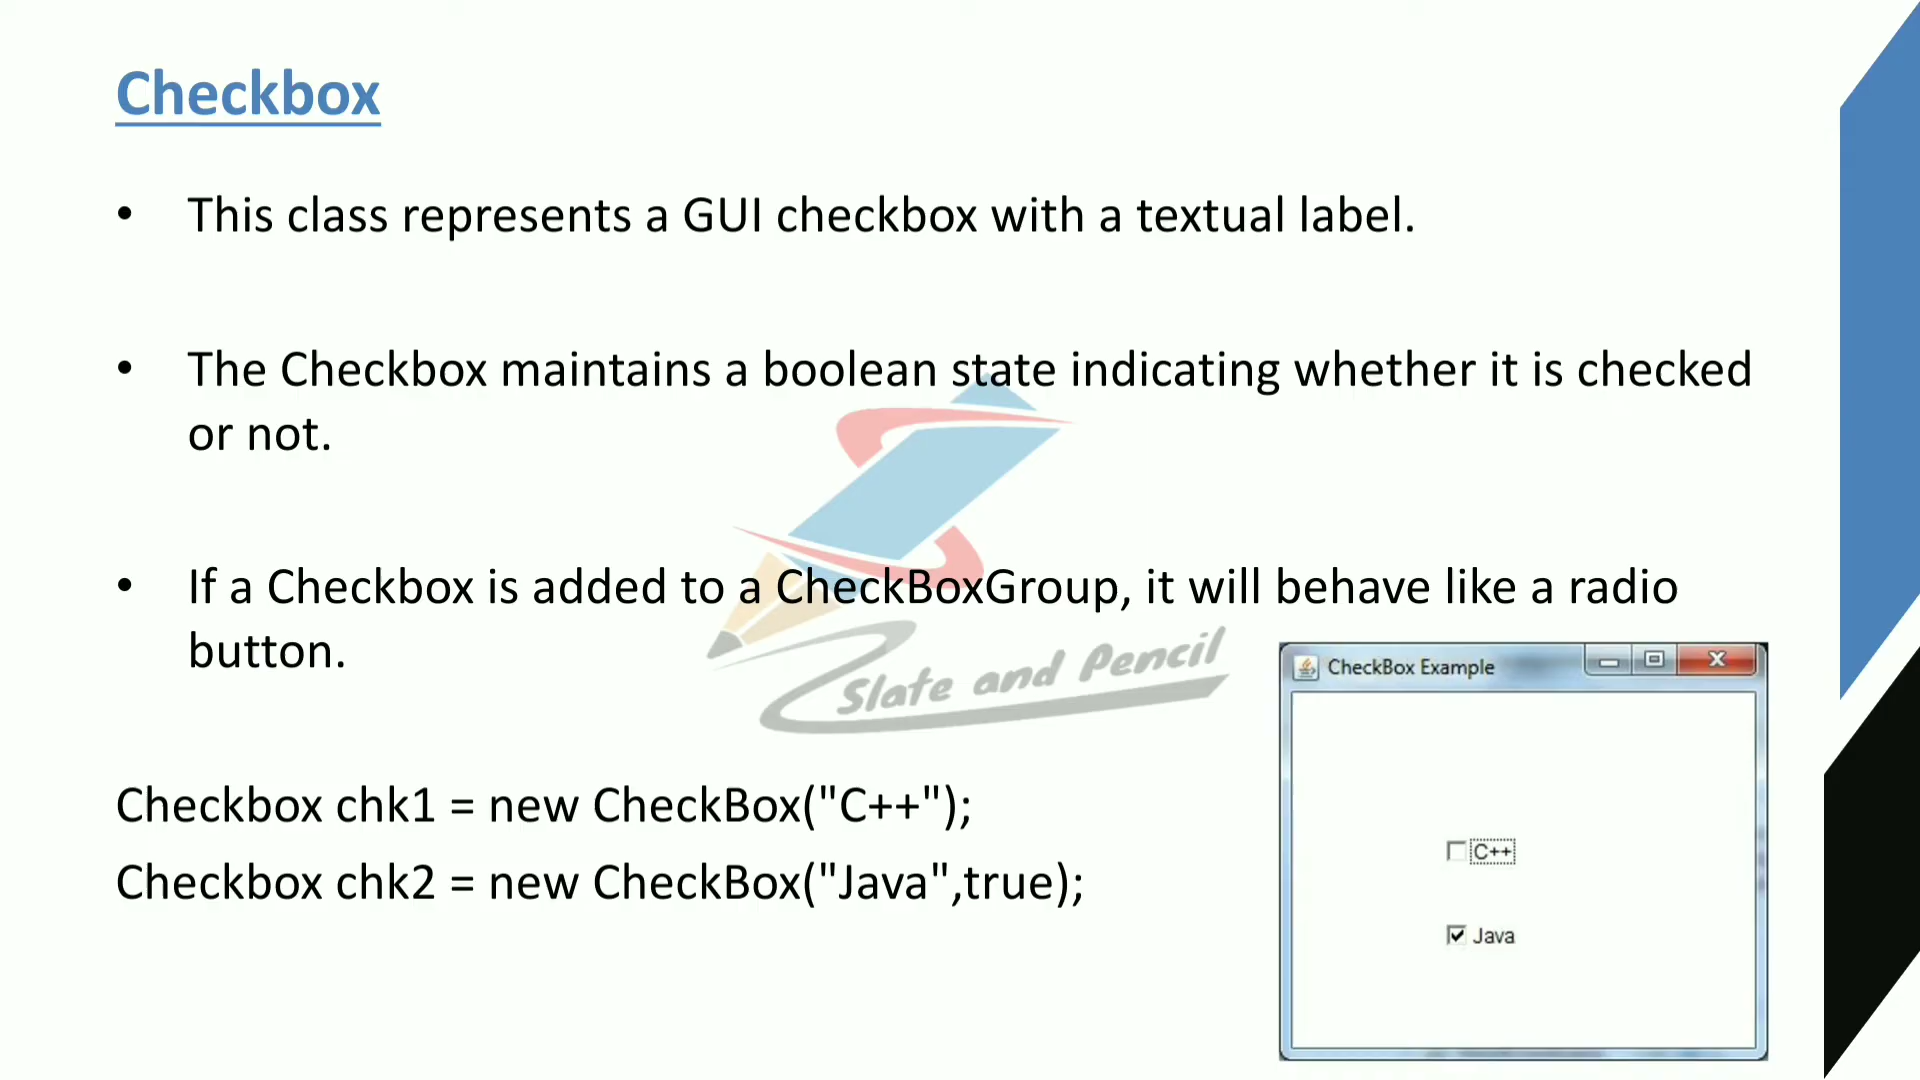 Checkbox
• This class represents a GUI checkbox with a textual label.
• The Checkbox maintains a boolean state indicating whether it is checked
or not.
• If a Checkbox is added to a CheckBoxGroup, it will behave like a radio
button.
Slate and Pencil
Checkbox chk1 = new CheckBox("C++");
Checkbox chk2 = new CheckBox("Java",true);
CheckBox Example
C++
Java